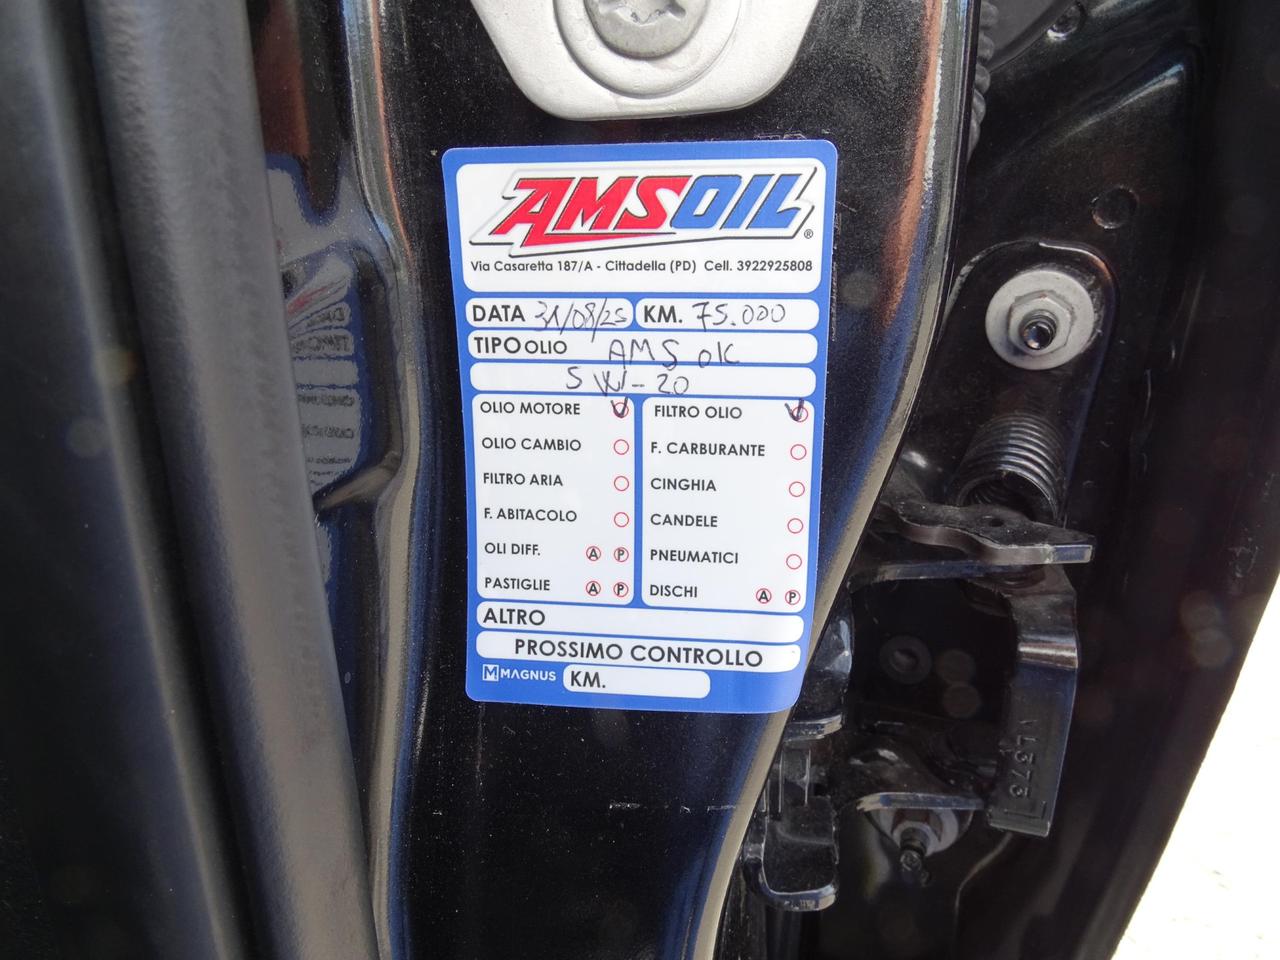 AMSOIL®
Via Casaretta 187/A - Cittadella (PD) Cell. 3922925808
DATA 31/08/25 KM. 75.000
TIPO OLIO AMS OIL
5W-20
OLIO MOTORE FILTRO OLIO
OLIO CAMBIO F. CARBURANTE
FILTRO ARIA CINGHIA
F. ABITACOLO CANDELE
OLI DIFF. A P PNEUMATICI
PASTIGLIE A P DISCHI A P
ALTRO
PROSSIMO CONTROLLO
MAGNUS KM.
L373